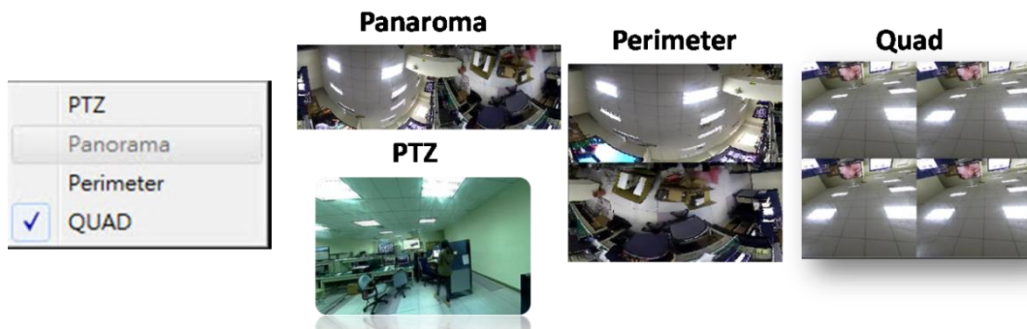 PTZ
Panorama
Perimeter
QUAD
Panaroma
PTZ
Perimeter
Quad